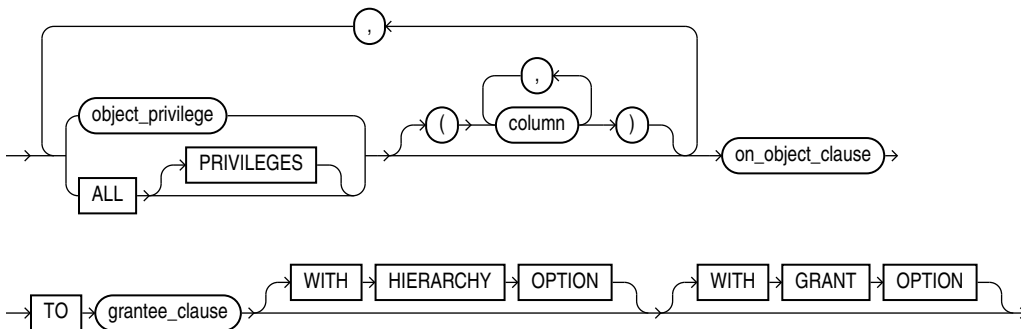 ,
,
object_privilege
( column )
PRIVILEGES
on_object_clause
ALL
WITH HIERARCHY OPTION WITH GRANT OPTION
TO grantee_clause